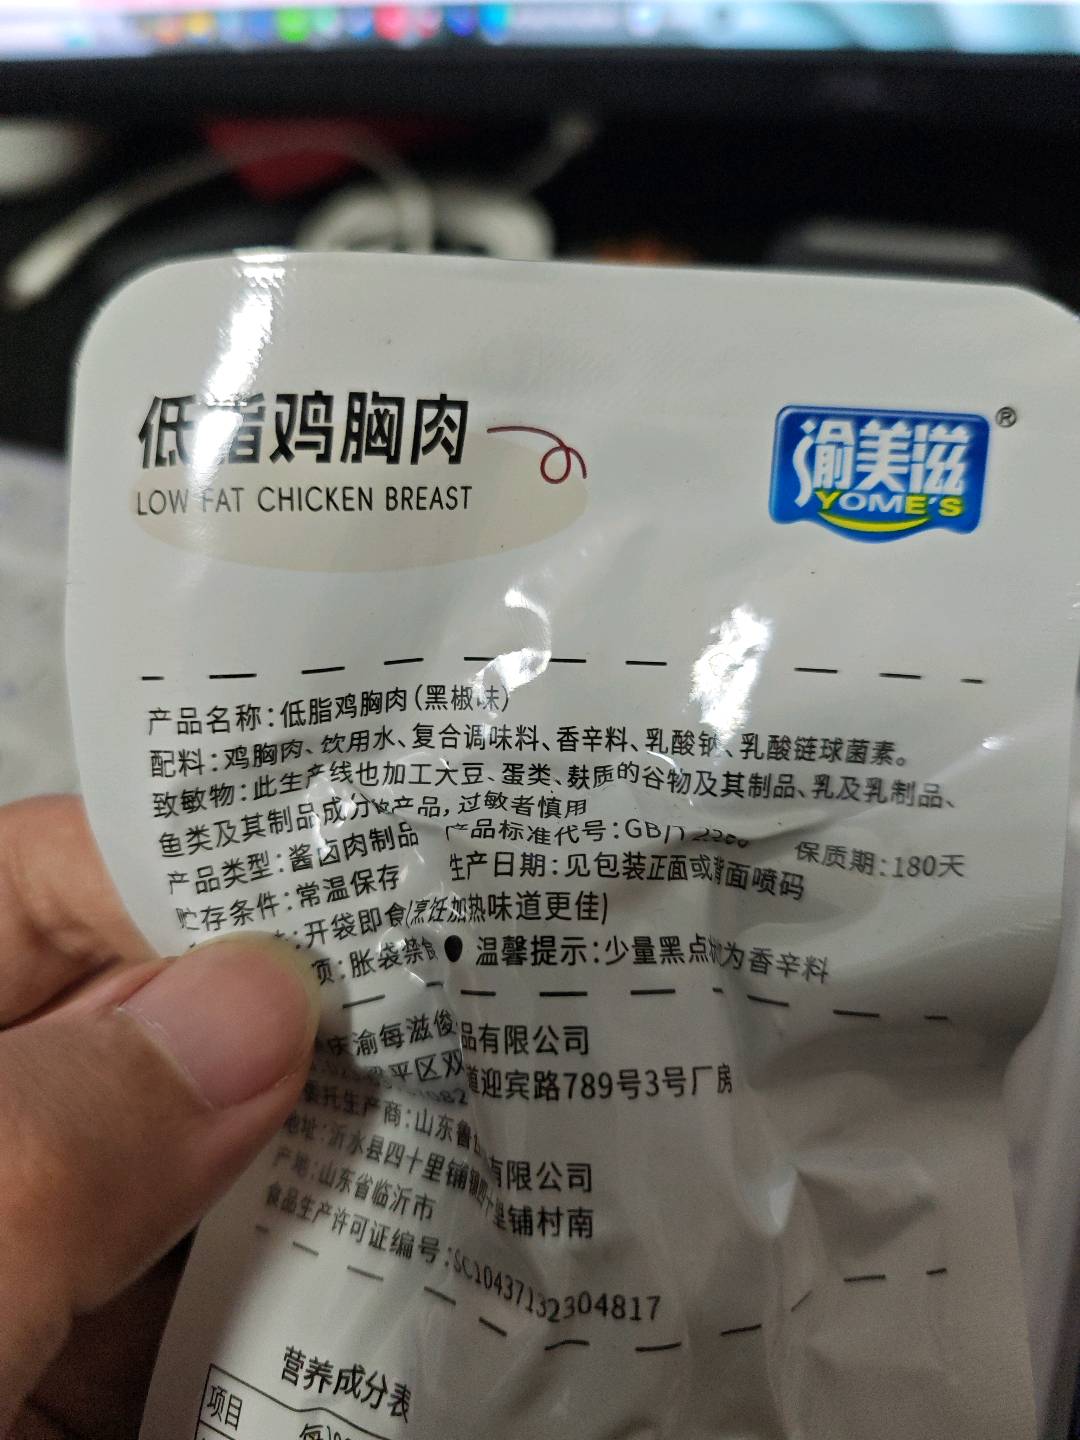 低脂鸡胸肉
LOW FAT CHICKEN BREAST
渝美滋
YOME'S
®
产品名称:低脂鸡胸肉(黑椒味)
配料:鸡胸肉、饮用水、复合调味料、香辛料、乳酸钠、乳酸链球菌素。
致敏物:此生产线也加工大豆、蛋类、麸质的谷物及其制品、乳及乳制品、
鱼类及其制品成分的产品,过敏者慎用
产品类型:酱卤肉制品 产品标准代号:GB/T 保质期:180天
贮存条件:常温保存 生产日期:见包装正面或背面喷码
:开袋即食(烹饪加热味道更佳)
项:胀袋禁食 ● 温馨提示:少量黑点状为香辛料
庆渝每滋俊品有限公司
平区双道迎宾路789号3号厂房
委托生产商:山东鲁有限公司
地址:沂水县四十里铺镇四十里铺村南
产地:山东省临沂市
食品生产许可证编号:SC10437132304817
营养成分表
项目